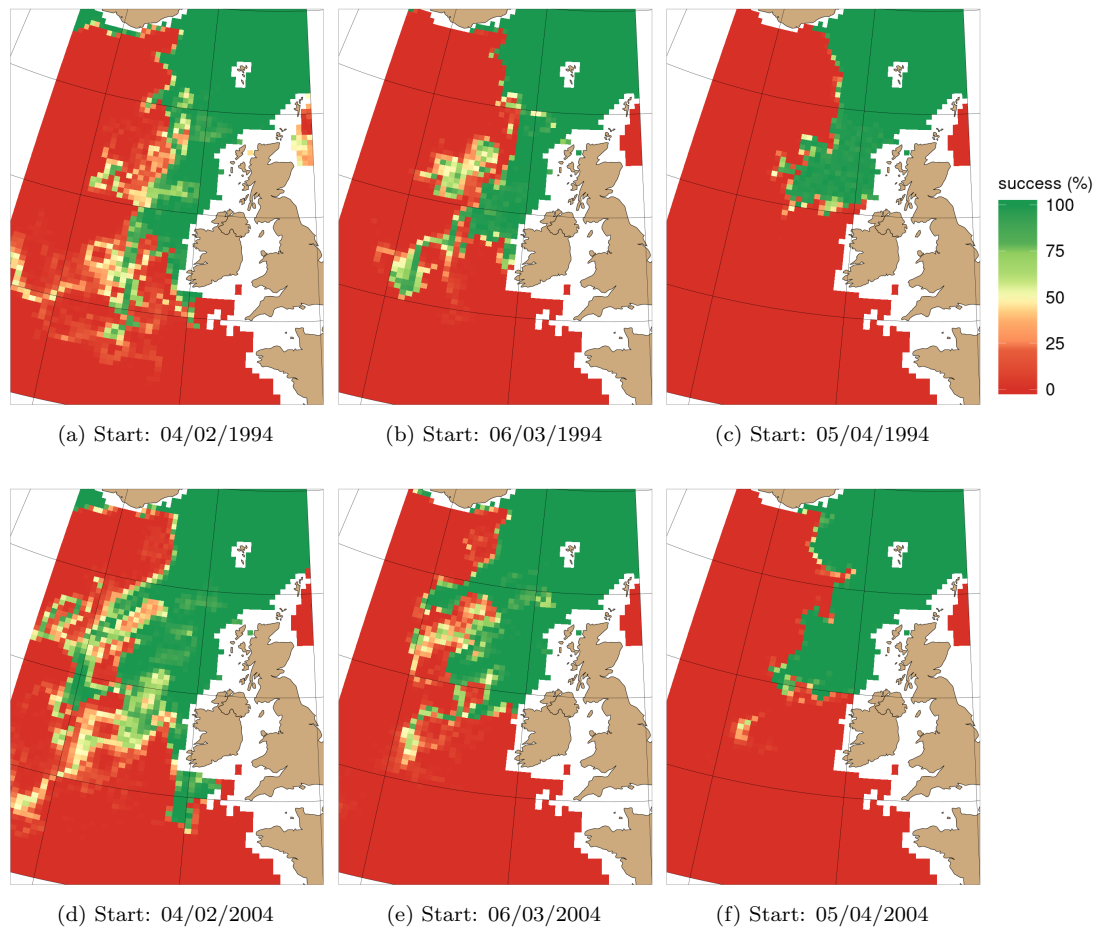 success (%)
100
75
50
25
0
(a) Start: 04/02/1994
(b) Start: 06/03/1994
(c) Start: 05/04/1994
(d) Start: 04/02/2004
(e) Start: 06/03/2004
(f) Start: 05/04/2004